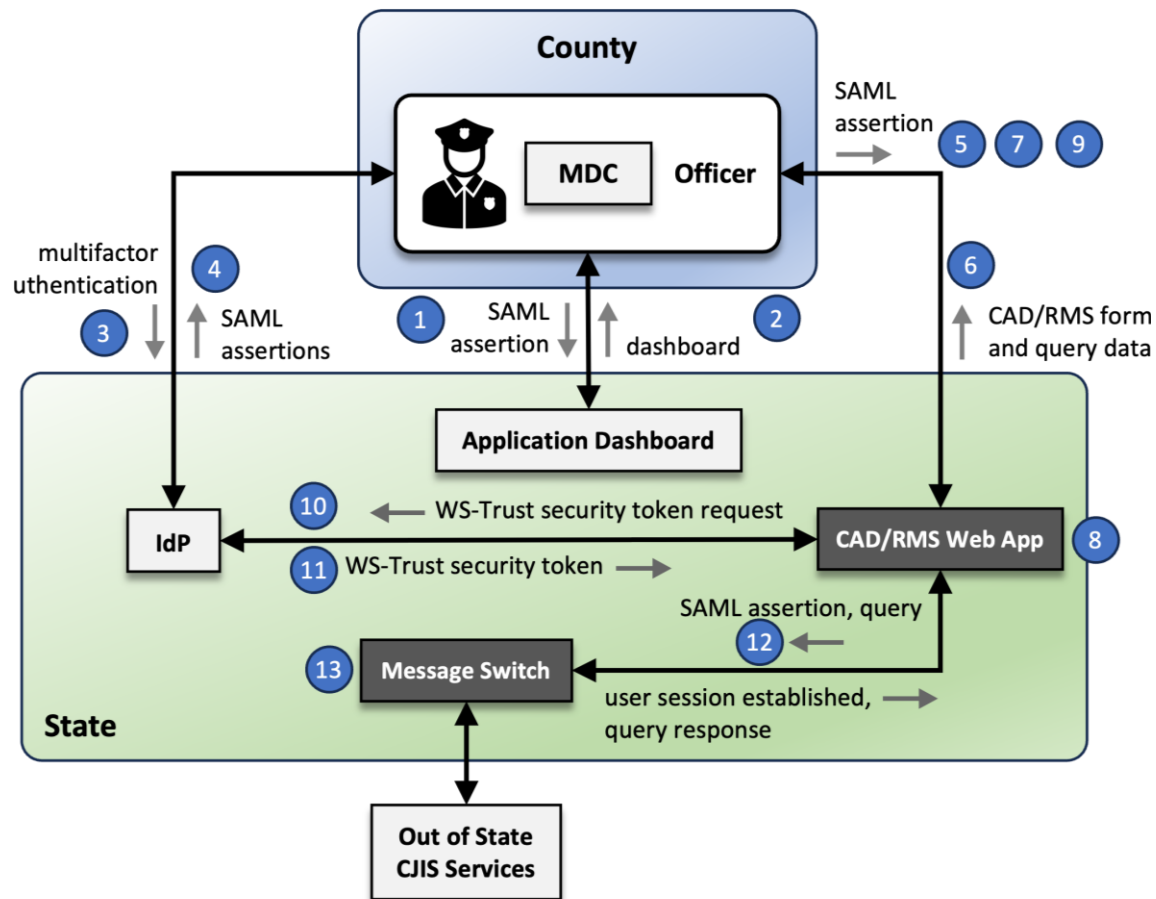 County
SAML
assertion
5
7
9
MDC
Officer
multifactor
uthentication
3
4
SAML
assertions
1
SAML
assertion
2
dashboard
6
CAD/RMS form
and query data
Application Dashboard
10
WS-Trust security token request
IdP
CAD/RMS Web App
8
11
WS-Trust security token
SAML assertion, query
12
13
Message Switch
user session established,
query response
State
Out of State
CJIS Services